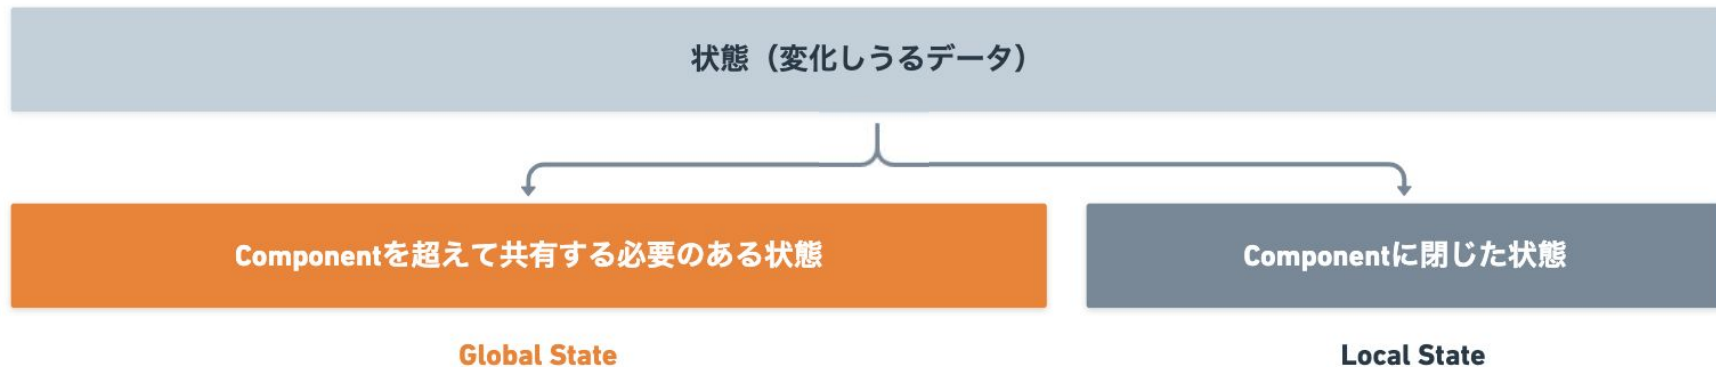 状態（変化しうるデータ）
Componentを超えて共有する必要のある状態
Componentに閉じた状態
Global State
Local State